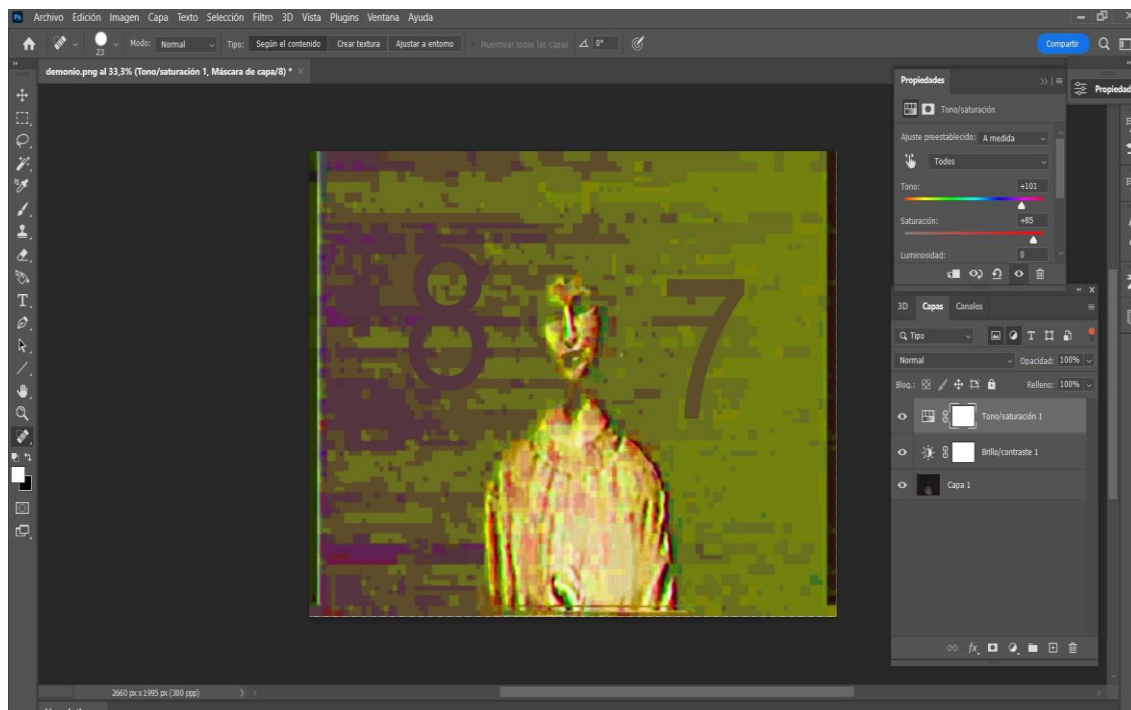 Ps Archivo Edición Imagen Capa Texto Selección Filtro 3D Vista Plugins Ventana Ayuda
23 Modo: Normal Tipo: Según el contenido Crear textura Ajustar a entorno Muestrear todas las capas 0° Compartir
demonio.png al 33,3% (Tono/saturación 1, Máscara de capa/8) * ×
Propiedades
Tono/saturación
Ajuste preestablecido: A medida
Todos
Tono: +101
Saturación: +85
Luminosidad: 0
8 7
3D Capas Canales
Tipo
Normal Opacidad: 100%
Bloq.: Relleno: 100%
Tono/saturación 1
Brillo/contraste 1
Capa 1
2660 px x 1995 px (300 ppp)